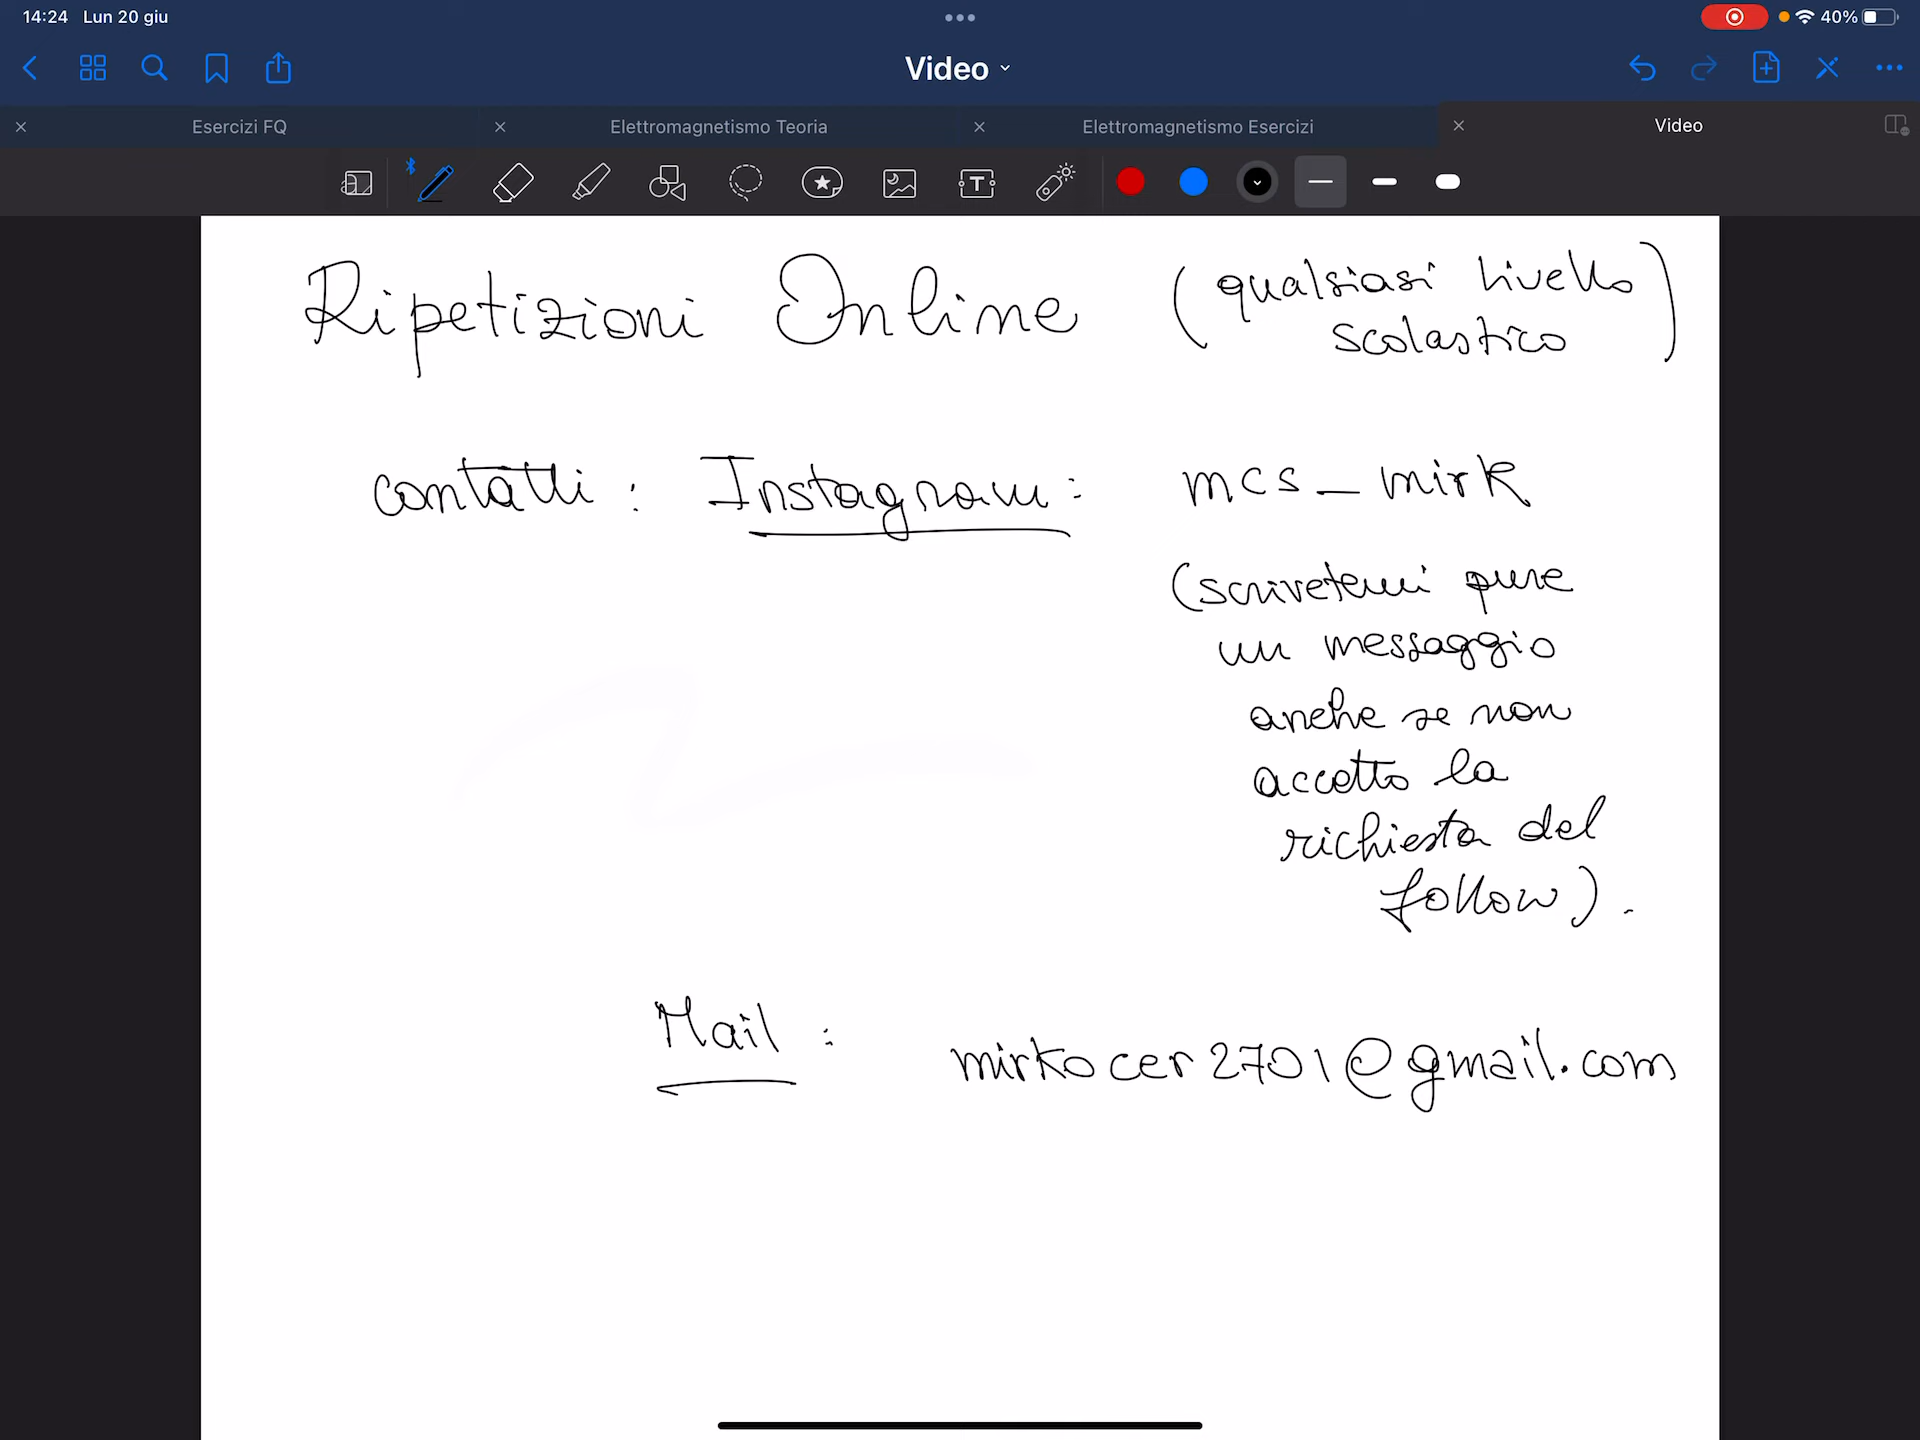 14:24 Lun 20 giu
40%
Video
Esercizi FQ
Elettromagnetismo Teoria
Elettromagnetismo Esercizi
Video
Ripetizioni Online (qualsiasi livello
scolastico)
contatti : Instagram : mcs_mirk
(scrivetemi pure
un messaggio
anche se non
accetto la
richiesta del
follow).
Mail : mirkocer2701@gmail.com